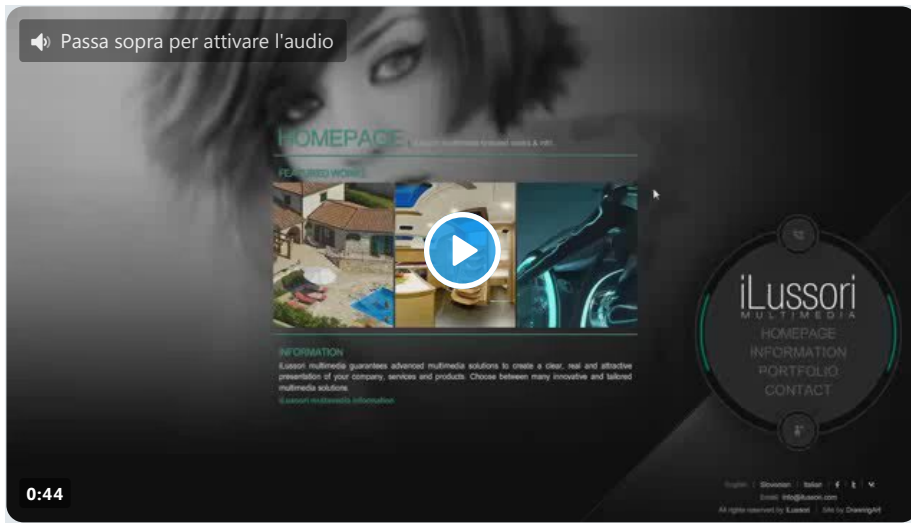 Passa sopra per attivare l'audio
HOMEPAGE
FEATURED WORKS
INFORMATION
iLussori multimedia guarantees advanced multimedia solutions to create a clear, real and attractive
presentation of your company, services and products. Choose between many innovative and tailored
multimedia solutions.
iLussori multimedia information
iLussori
MULTIMEDIA
HOMEPAGE
INFORMATION
PORTFOLIO
CONTACT
0:44
English | Slovenian | Italian
Email: info@ilussori.com
All rights reserved by iLussori | Site by DrawingArt